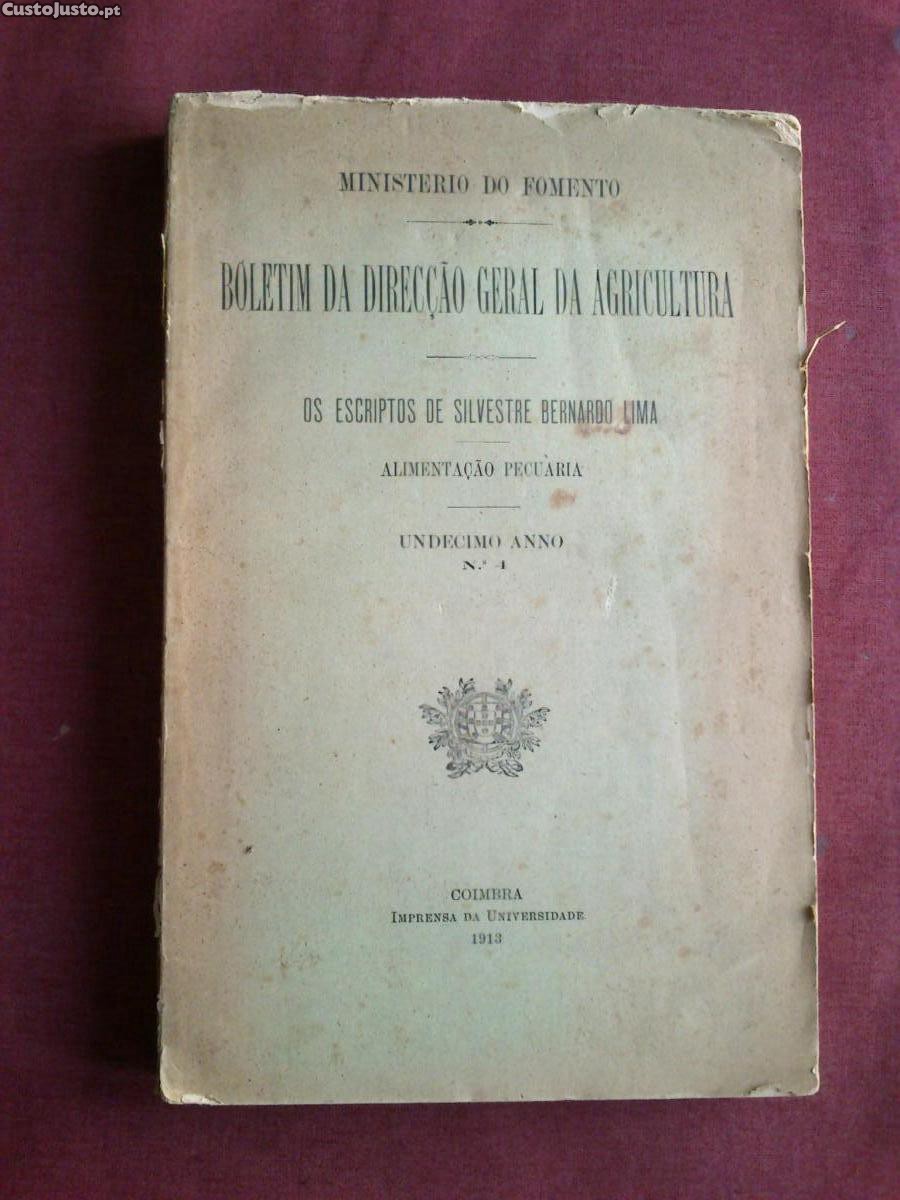 CustoJusto.pt
MINISTERIO DO FOMENTO
BOLETIM DA DIRECÇÃO GERAL DA AGRICULTURA
OS ESCRIPTOS DE SILVESTRE BERNARDO LIMA
ALIMENTAÇÃO PECUÀRIA
UNDECIMO ANNO
N.º 4
COIMBRA
IMPRENSA DA UNIVERSIDADE
1913